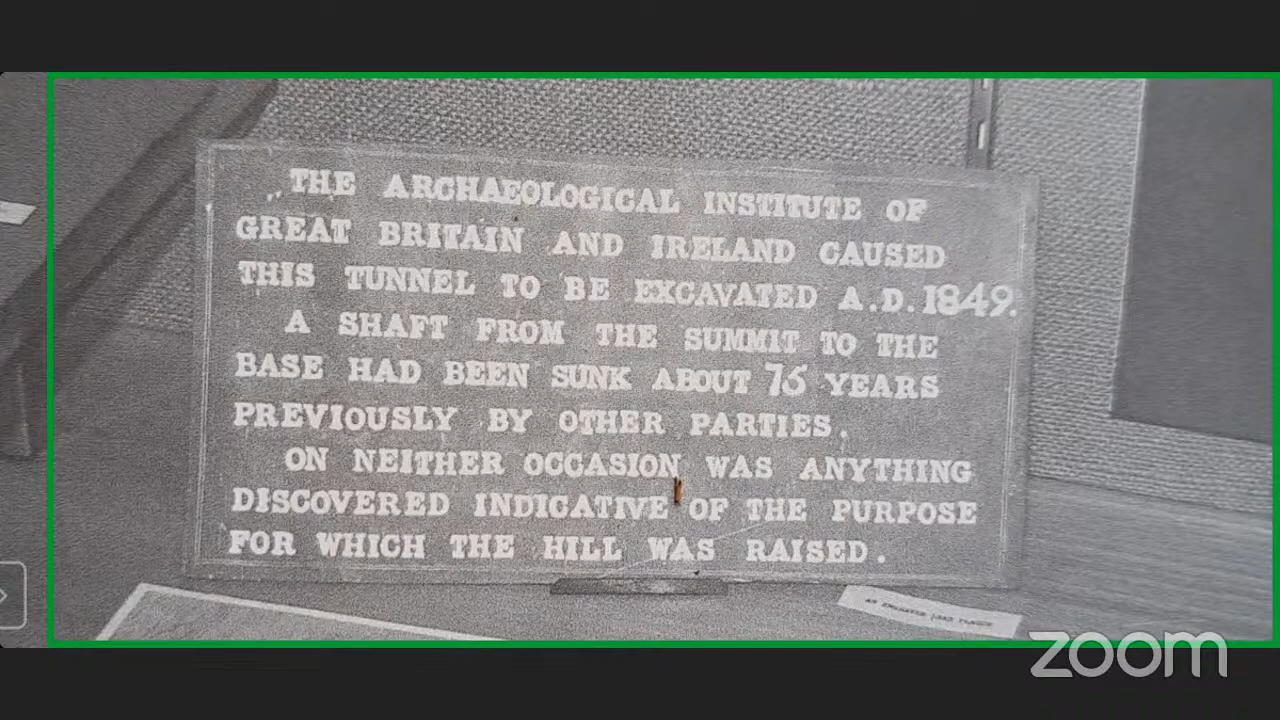 THE ARCHAEOLOGICAL INSTITUTE OF
GREAT BRITAIN AND IRELAND CAUSED
THIS TUNNEL TO BE EXCAVATED A.D. 1849.
A SHAFT FROM THE SUMMIT TO THE
BASE HAD BEEN SUNK ABOUT 75 YEARS
PREVIOUSLY BY OTHER PARTIES.
ON NEITHER OCCASION WAS ANYTHING
DISCOVERED INDICATIVE OF THE PURPOSE
FOR WHICH THE HILL WAS RAISED.
zoom